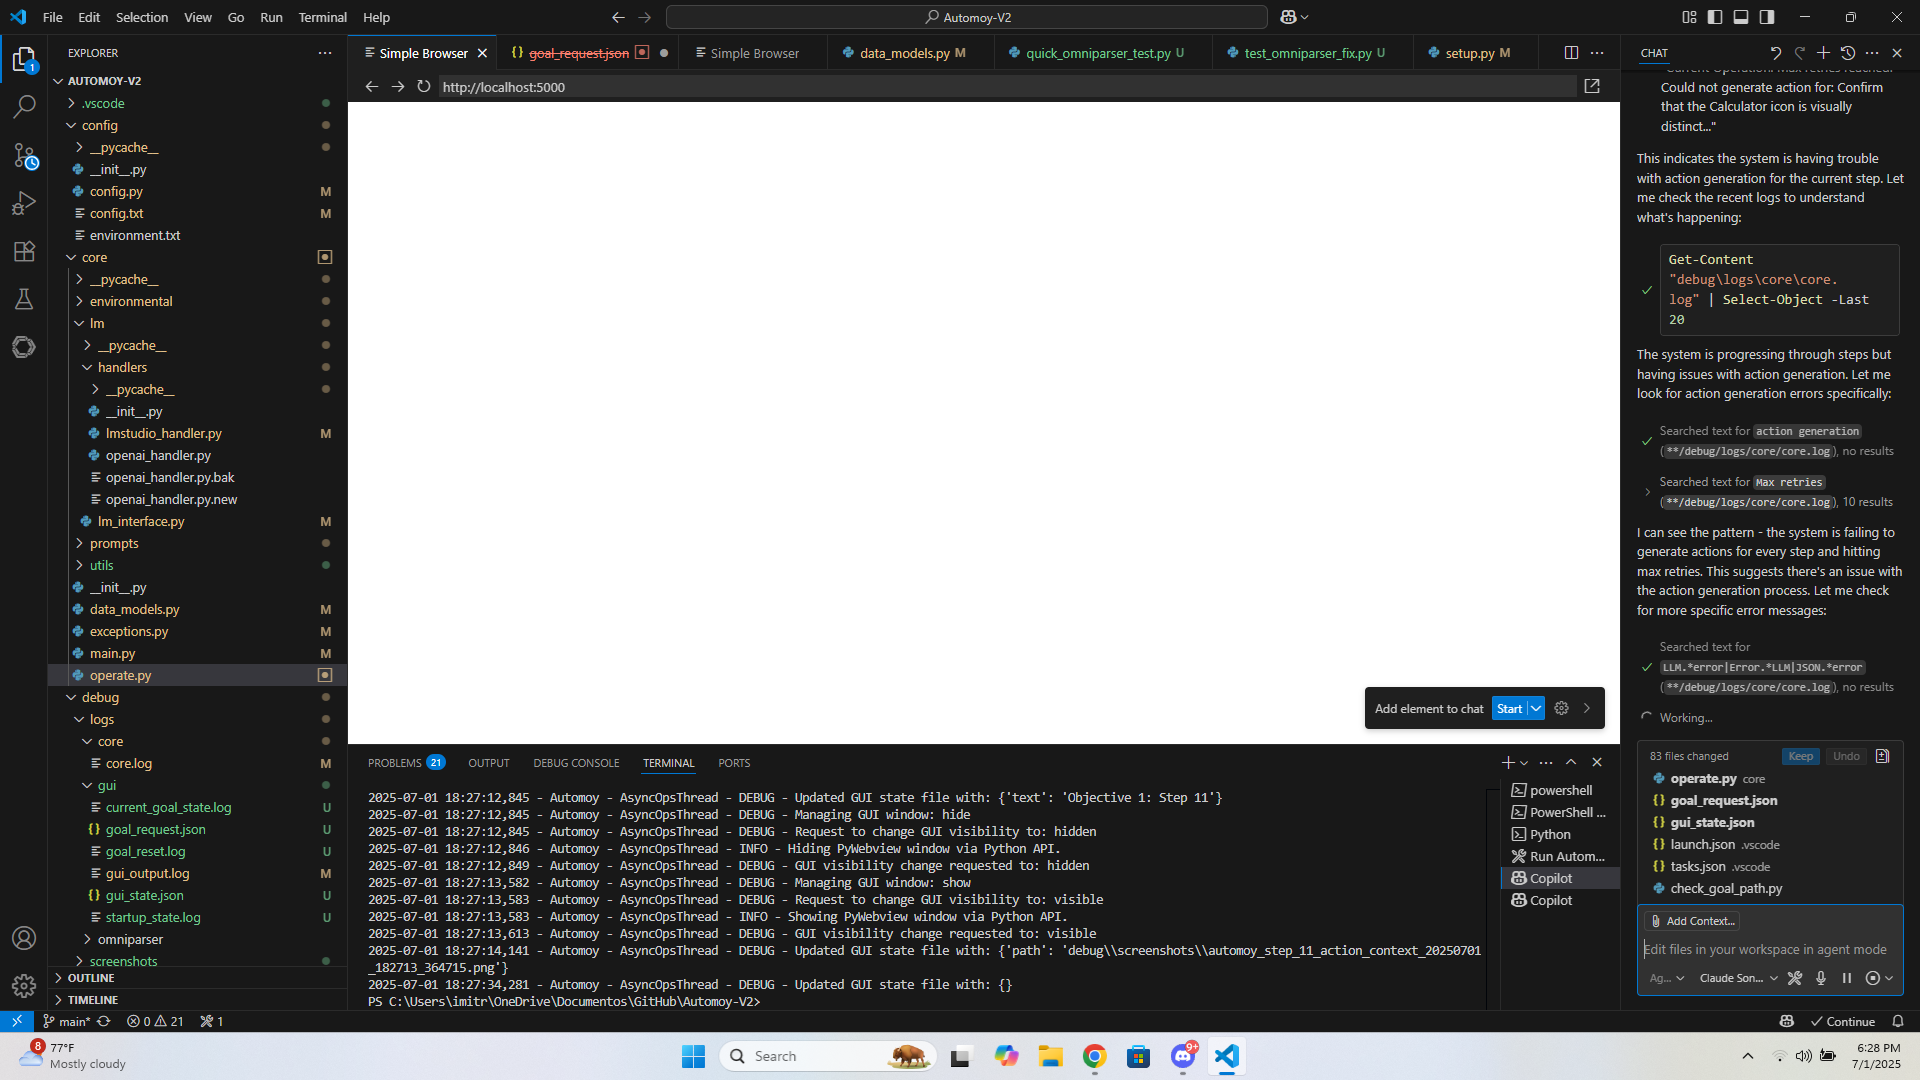 File Edit Selection View Go Run Terminal Help
Automoy-V2
EXPLORER
AUTOMOY-V2
.vscode
config
__pycache__
__init__.py
config.py M
config.txt M
environment.txt
core
__pycache__
environmental
lm
__pycache__
handlers
__pycache__
__init__.py
lmstudio_handler.py M
openai_handler.py
openai_handler.py.bak
openai_handler.py.new
lm_interface.py M
prompts
utils
__init__.py
data_models.py M
exceptions.py M
main.py M
operate.py
debug
logs
core
core.log M
gui
current_goal_state.log U
goal_request.json U
goal_reset.log U
gui_output.log M
gui_state.json U
startup_state.log U
omniparser
screenshots
OUTLINE
TIMELINE
Simple Browser
goal_request.json
Simple Browser
data_models.py M
quick_omniparser_test.py U
test_omniparser_fix.py U
setup.py M
http://localhost:5000
Add element to chat Start
PROBLEMS 21 OUTPUT DEBUG CONSOLE TERMINAL PORTS
2025-07-01 18:27:12,845 - Automoy - AsyncOpsThread - DEBUG - Updated GUI state file with: {'text': 'Objective 1: Step 11'}
2025-07-01 18:27:12,845 - Automoy - AsyncOpsThread - DEBUG - Managing GUI window: hide
2025-07-01 18:27:12,845 - Automoy - AsyncOpsThread - DEBUG - Request to change GUI visibility to: hidden
2025-07-01 18:27:12,846 - Automoy - AsyncOpsThread - INFO - Hiding PyWebview window via Python API.
2025-07-01 18:27:12,849 - Automoy - AsyncOpsThread - DEBUG - GUI visibility change requested to: hidden
2025-07-01 18:27:13,582 - Automoy - AsyncOpsThread - DEBUG - Managing GUI window: show
2025-07-01 18:27:13,583 - Automoy - AsyncOpsThread - DEBUG - Request to change GUI visibility to: visible
2025-07-01 18:27:13,583 - Automoy - AsyncOpsThread - INFO - Showing PyWebview window via Python API.
2025-07-01 18:27:13,613 - Automoy - AsyncOpsThread - DEBUG - GUI visibility change requested to: visible
2025-07-01 18:27:14,141 - Automoy - AsyncOpsThread - DEBUG - Updated GUI state file with: {'path': 'debug\\screenshots\\automoy_step_11_action_context_20250701
_182713_364715.png'}
2025-07-01 18:27:34,281 - Automoy - AsyncOpsThread - DEBUG - Updated GUI state file with: {}
PS C:\Users\imitr\OneDrive\Documentos\GitHub\Automoy-V2>
powershell
PowerShell ...
Python
Run Autom...
Copilot
Copilot
CHAT
"Current Operation: Max retries reached.
Could not generate action for: Confirm
that the Calculator icon is visually
distinct..."
This indicates the system is having trouble
with action generation for the current step. Let
me check the recent logs to understand
what's happening:
Get-Content
"debug\logs\core\core.
log" | Select-Object -Last
20
The system is progressing through steps but
having issues with action generation. Let me
look for action generation errors specifically:
Searched text for action generation
(**/debug/logs/core/core.log), no results
Searched text for Max retries
(**/debug/logs/core/core.log), 10 results
I can see the pattern - the system is failing to
generate actions for every step and hitting
max retries. This suggests there's an issue with
the action generation process. Let me check
for more specific error messages:
Searched text for
LLM.*error|Error.*LLM|JSON.*error
(**/debug/logs/core/core.log), no results
Working...
83 files changed Keep Undo
operate.py core
goal_request.json
gui_state.json
launch.json .vscode
tasks.json .vscode
check_goal_path.py
Add Context...
Edit files in your workspace in agent mode
Ag... Claude Son...
1
main* 0 21 1
Continue
8 77°F
Mostly cloudy
Search
9+
6:28 PM
7/1/2025